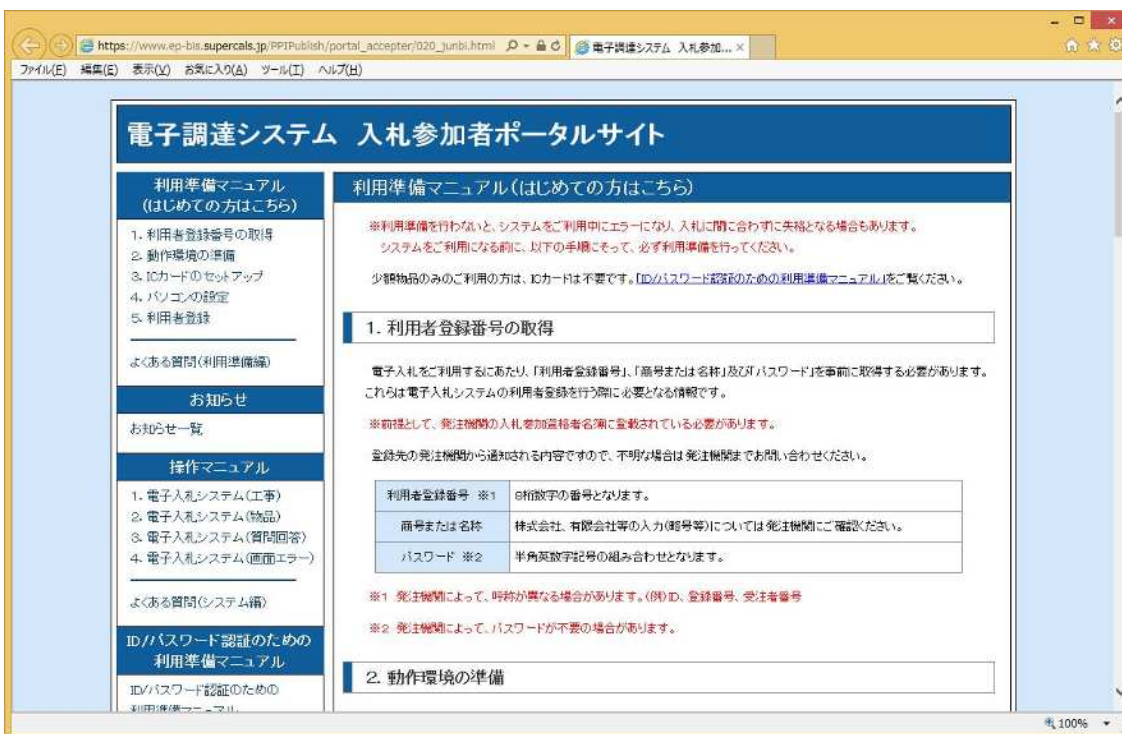 https://www.ep-bis.supercals.jp/PPIPublish/portal_accepter/020_junbi.html
電子調達システム 入札参加...
ファイル(F) 編集(E) 表示(V) お気に入り(A) ツール(T) ヘルプ(H)
電子調達システム 入札参加者ポータルサイト
利用準備マニュアル
(はじめての方はこちら)
1. 利用者登録番号の取得
2. 動作環境の準備
3. ICカードのセットアップ
4. パソコンの設定
5. 利用者登録
よくある質問(利用準備編)
お知らせ
お知らせ一覧
操作マニュアル
1. 電子入札システム(工事)
2. 電子入札システム(物品)
3. 電子入札システム(質問回答)
4. 電子入札システム(画面エラー)
よくある質問(システム編)
ID/パスワード認証のための
利用準備マニュアル
ID/パスワード認証のための
利用準備マニュアル
利用準備マニュアル(はじめての方はこちら)
※利用準備を行わないと、システムをご利用中にエラーになり、入札に間に合わずに失格となる場合もあります。
システムをご利用になる前に、以下の手順にそって、必ず利用準備を行ってください。
少額物品のみのご利用の方は、ICカードは不要です。「ID/パスワード認証のための利用準備マニュアル」をご覧ください。
1. 利用者登録番号の取得
電子入札をご利用するにあたり、「利用者登録番号」、「商号または名称」及び「パスワード」を事前に取得する必要があります。
これらは電子入札システムの利用者登録を行う際に必要となる情報です。
※前提として、発注機関の入札参加資格者名簿に登載されている必要があります。
登録先の発注機関から通知される内容ですので、不明な場合は発注機関までお問い合わせください。
利用者登録番号 ※1 8桁数字の番号となります。
商号または名称 株式会社、有限会社等の入力(略号等)については発注機関にご確認ください。
パスワード ※2 半角英数字記号の組み合わせとなります。
※1 発注機関によって、呼称が異なる場合があります。(例)ID、登録番号、受注者番号
※2 発注機関によって、パスワードが不要の場合があります。
2. 動作環境の準備
100%